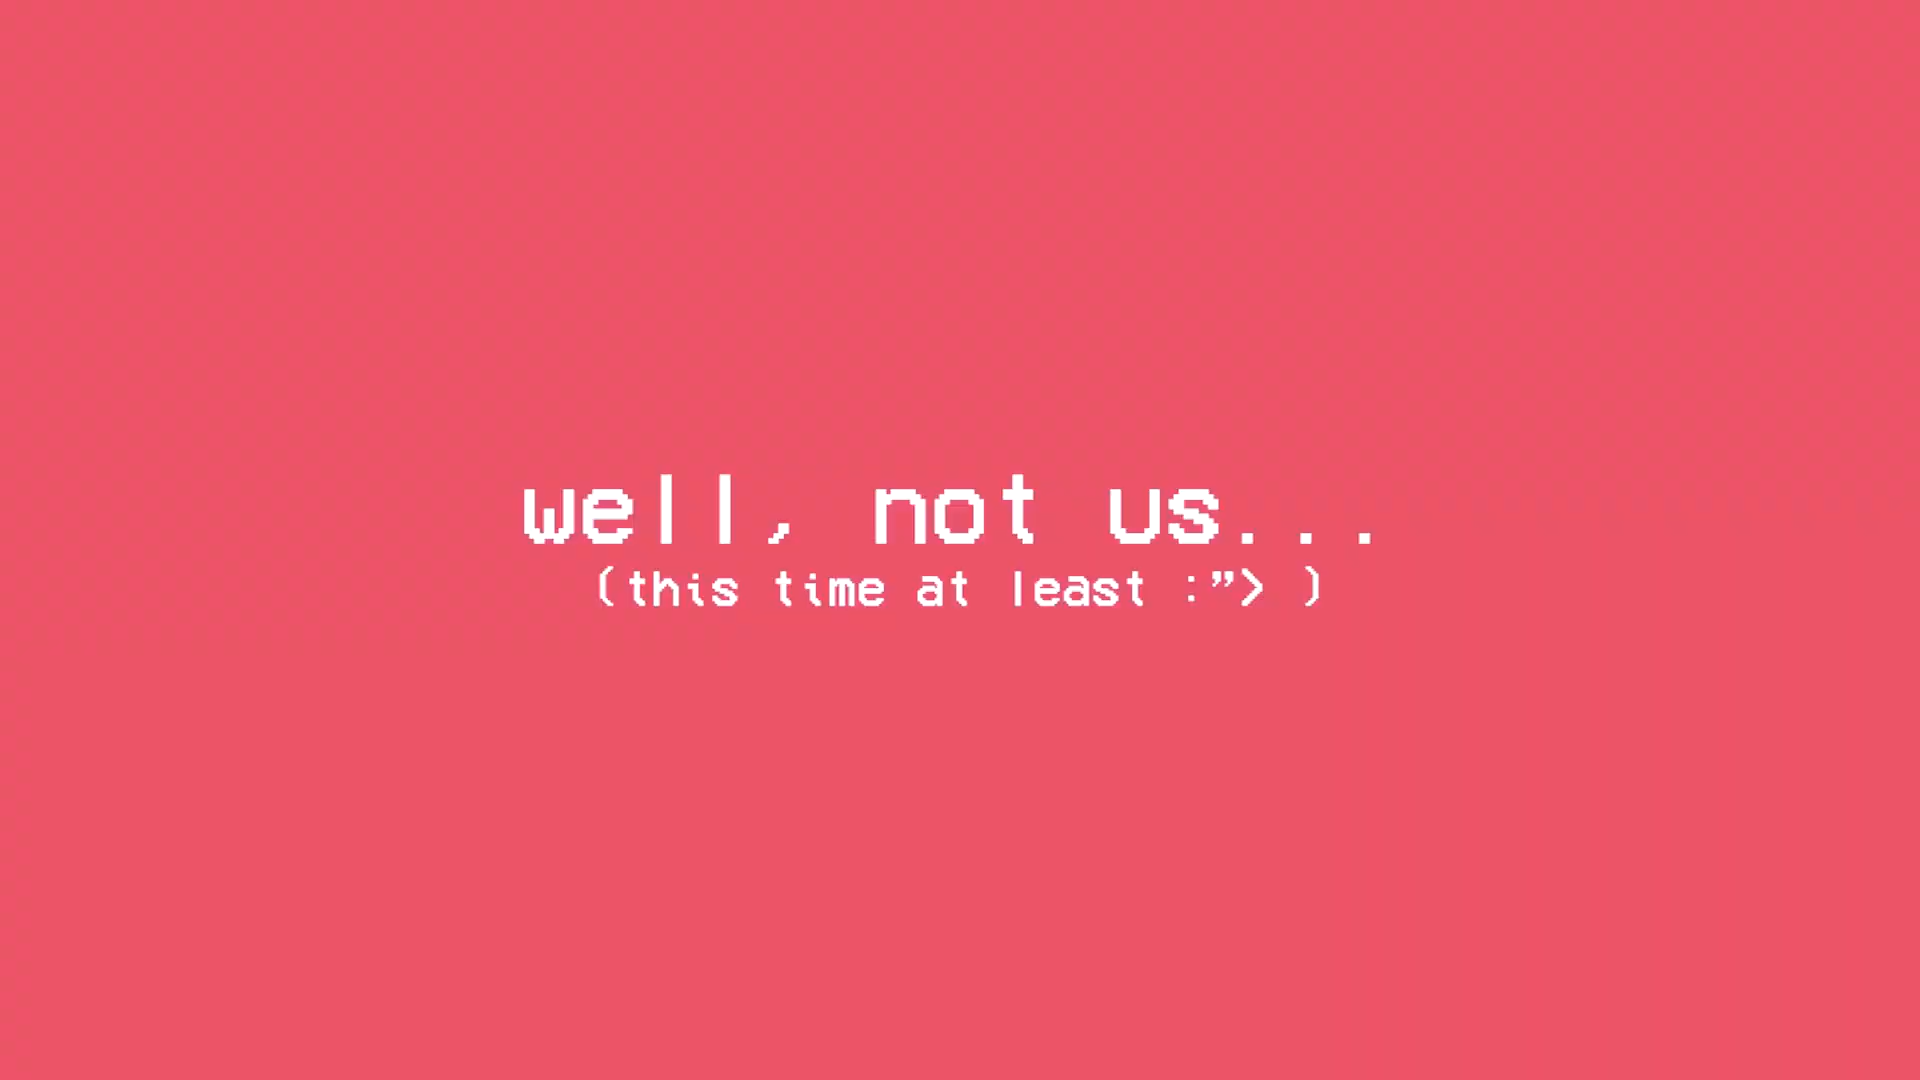 well, not us...
(this time at least :”> )